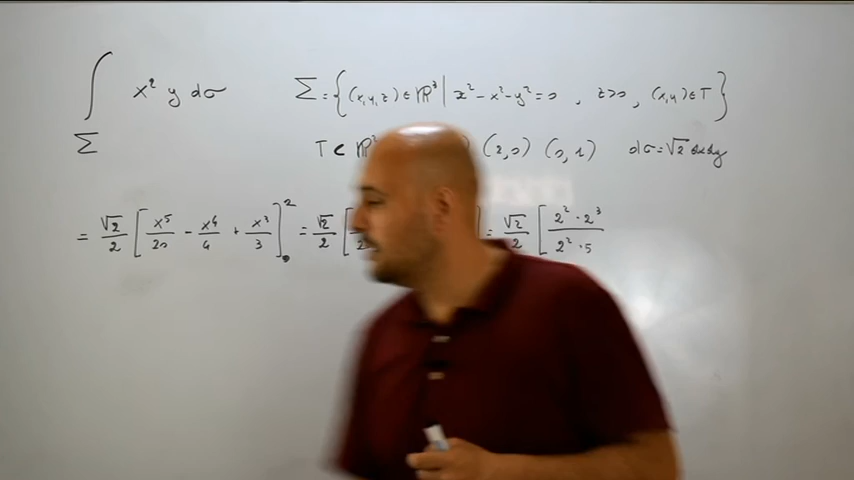 ∫_Σ x² y dσ Σ = { (x,y,z) ∈ ℝ³ | z² - x² - y² = 0 , z>0 , (x,y) ∈ T }
T ⊂ ℝ² (2,0) (0,1) dσ = √2 dxdy
= √2/2 [ x⁵/20 - x⁴/4 + x³/3 ]₀² = √2/2 [ = √2/2 [ 2²·2³/2²·5